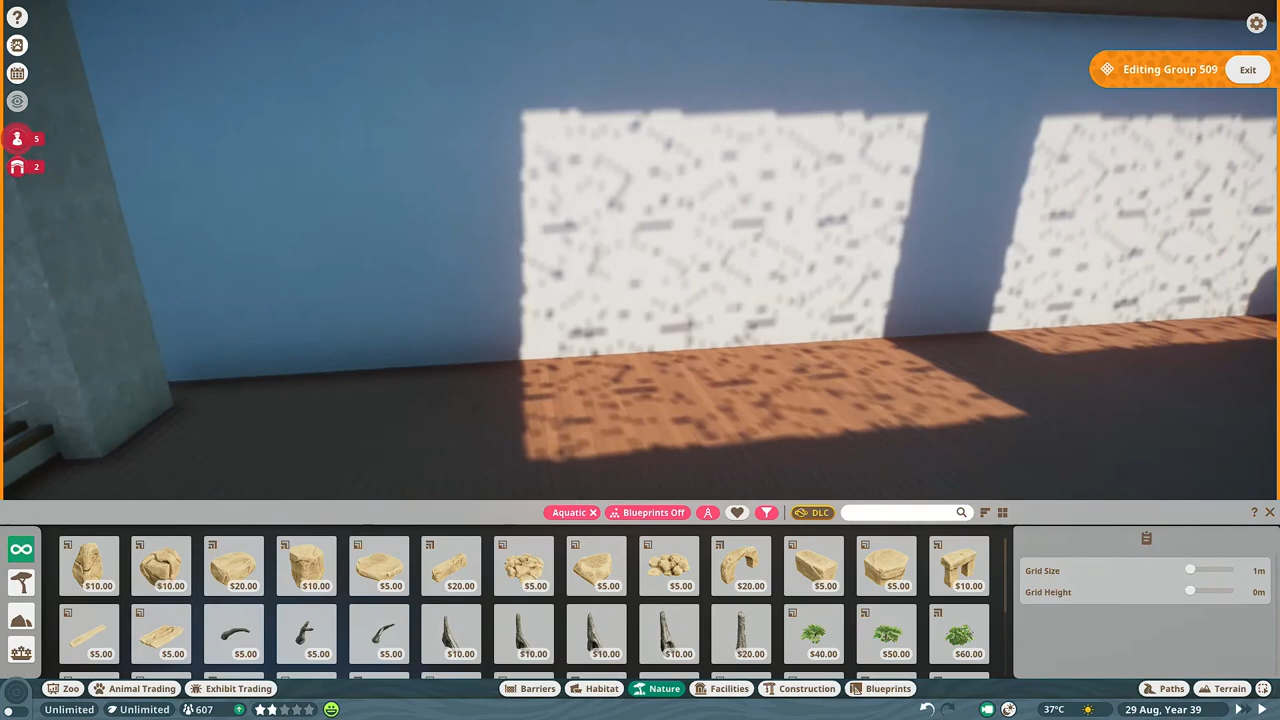 ?
Editing Group 509
Exit
5
2
Aquatic ✕
Blueprints Off
DLC
? ✕
$10.00 $10.00 $20.00 $10.00 $5.00 $20.00 $5.00 $5.00 $5.00 $20.00 $5.00 $5.00 $10.00
Grid Size 1m
Grid Height 0m
$5.00 $5.00 $5.00 $5.00 $5.00 $10.00 $10.00 $10.00 $10.00 $20.00 $40.00 $50.00 $60.00
Zoo Animal Trading Exhibit Trading Barriers Habitat Nature Facilities Construction Blueprints Paths Terrain
Unlimited Unlimited 607 37°C 29 Aug, Year 39